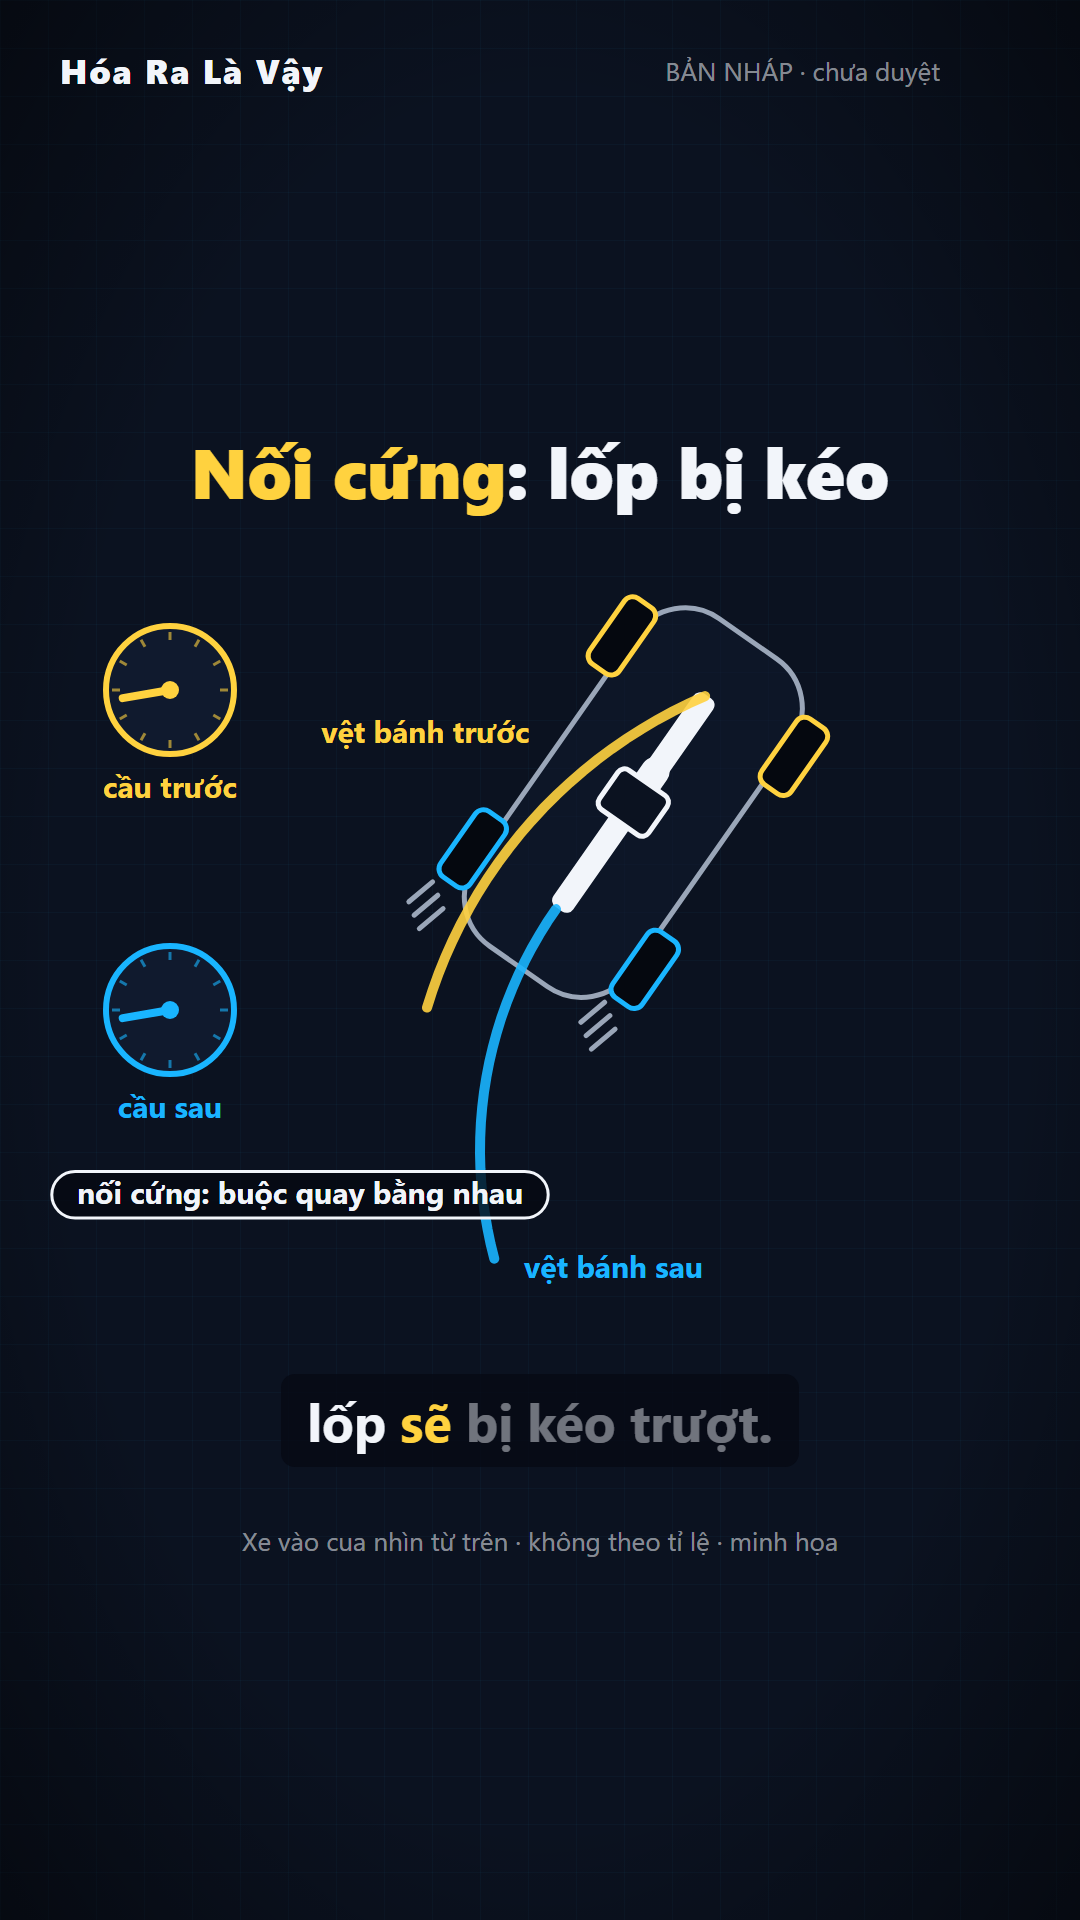 Hóa Ra Là Vậy
BẢN NHÁP · chưa duyệt
Nối cứng: lốp bị kéo
vệt bánh trước
cầu trước
cầu sau
nối cứng: buộc quay bằng nhau
vệt bánh sau
lốp sẽ bị kéo trượt.
Xe vào cua nhìn từ trên · không theo tỉ lệ · minh họa